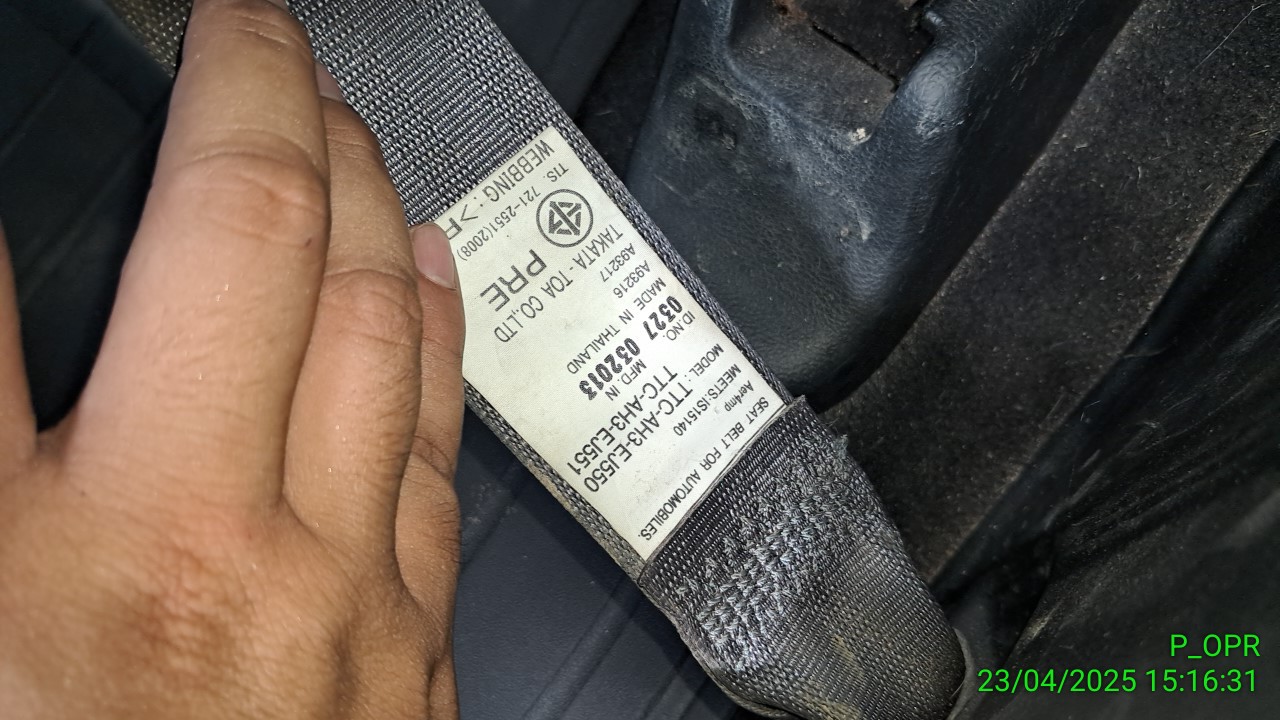 SEAT BELT FOR AUTOMOBILES.
Aer4mp
MEETS:IS15140
MODEL: TTC-AH3-EJ550
TTC-AH3-EJ551
ID.NO. MFD. IN
0327 032013
MADE IN THAILAND
A93216
A93217
TAKATA - TOA CO.,LTD
PRE
TIS. 721-2551(2008)
WEBBING : >P
P_OPR
23/04/2025 15:16:31